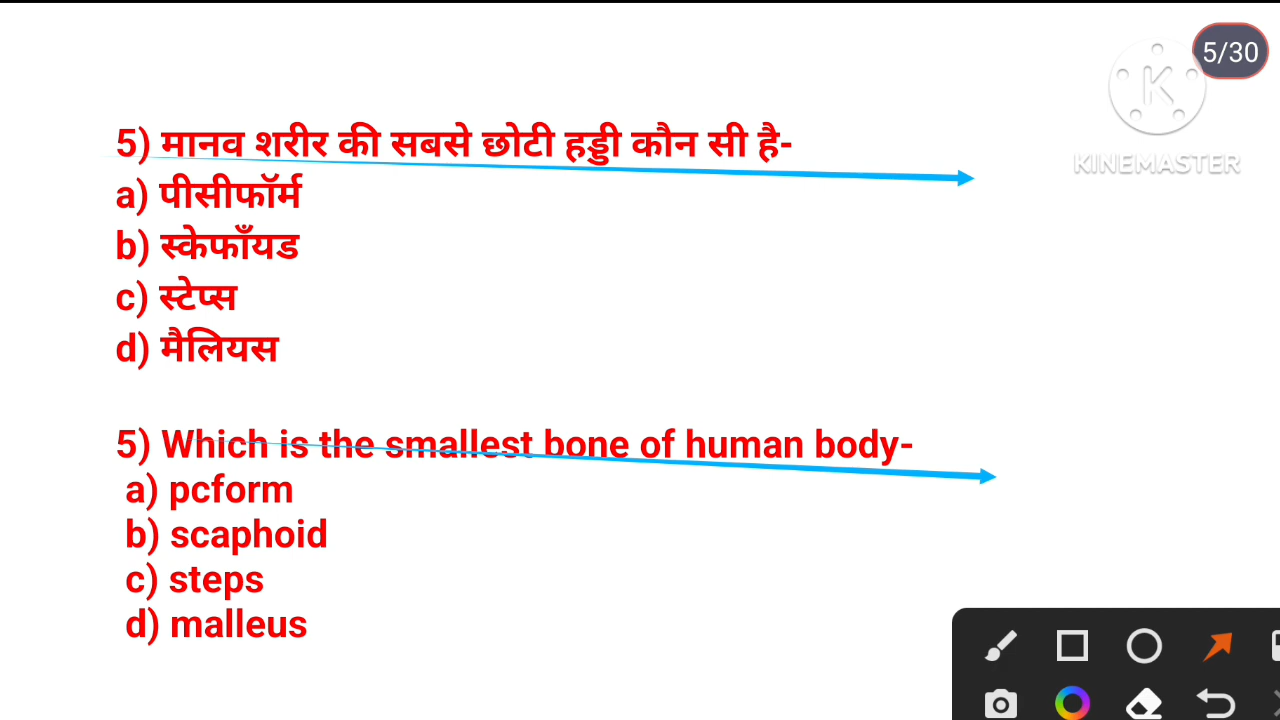 5/30
K
KINEMASTER
5) मानव शरीर की सबसे छोटी हड्डी कौन सी है-
a) पीसीफॉर्म
b) स्केफाँयड
c) स्टेप्स
d) मैलियस
5) Which is the smallest bone of human body-
a) pcform
b) scaphoid
c) steps
d) malleus